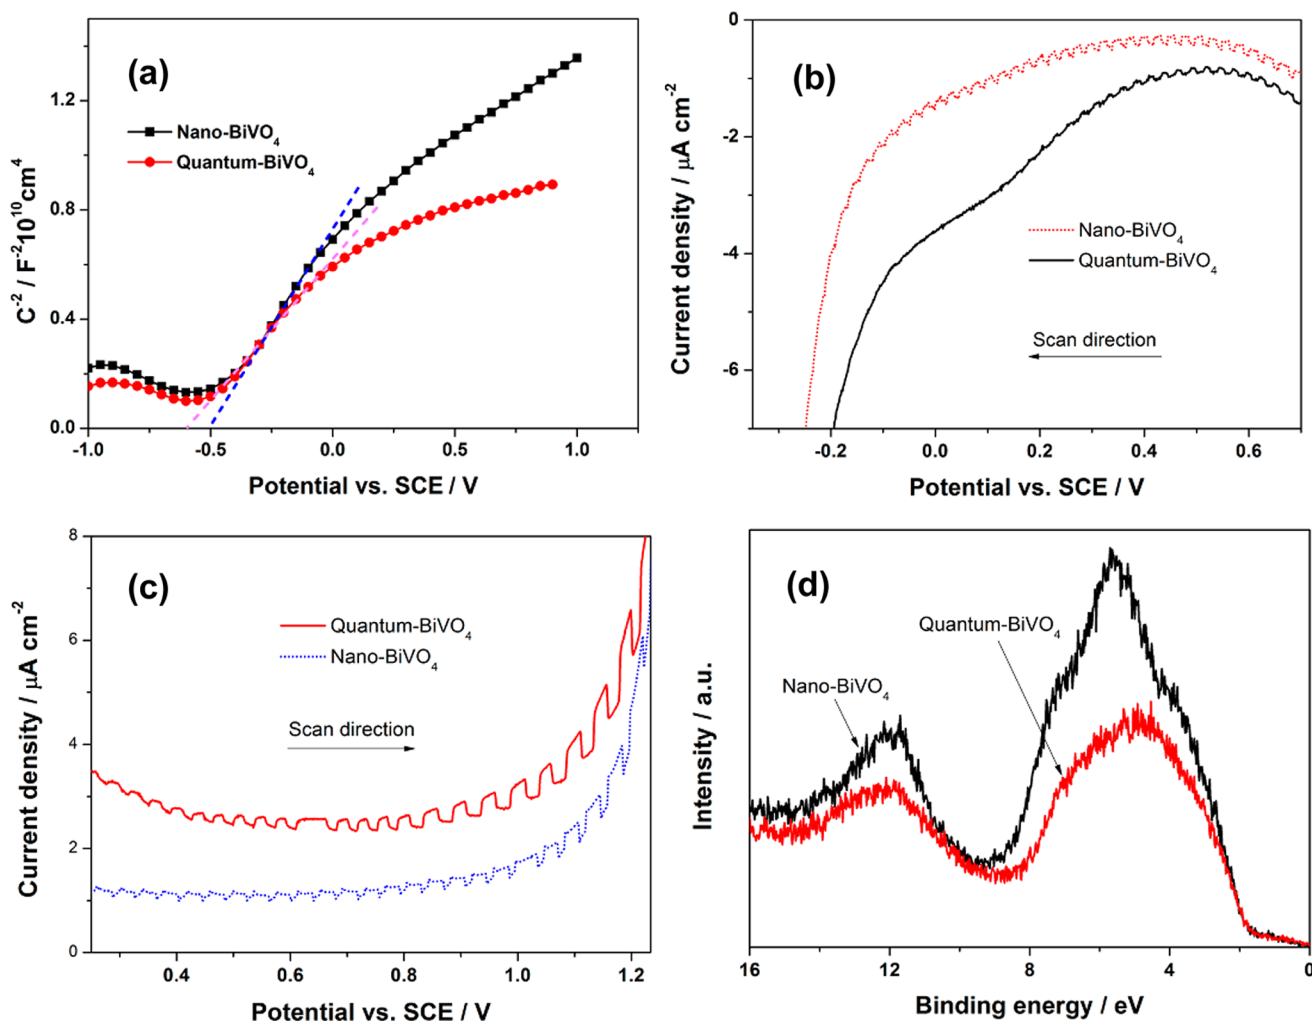 (a)
Nano-BiVO4
Quantum-BiVO4
C-2 / F-2 10^10 cm4
1.2
0.8
0.4
0.0
-1.0
-0.5
0.0
0.5
1.0
Potential vs. SCE / V
(b)
Nano-BiVO4
Quantum-BiVO4
Scan direction
Current density / μA cm-2
0
-2
-4
-6
-0.2
0.0
0.2
0.4
0.6
Potential vs. SCE / V
(c)
Quantum-BiVO4
Nano-BiVO4
Scan direction
Current density / μA cm-2
8
6
4
2
0
0.4
0.6
0.8
1.0
1.2
Potential vs. SCE / V
(d)
Quantum-BiVO4
Nano-BiVO4
Intensity / a.u.
16
12
8
4
0
Binding energy / eV